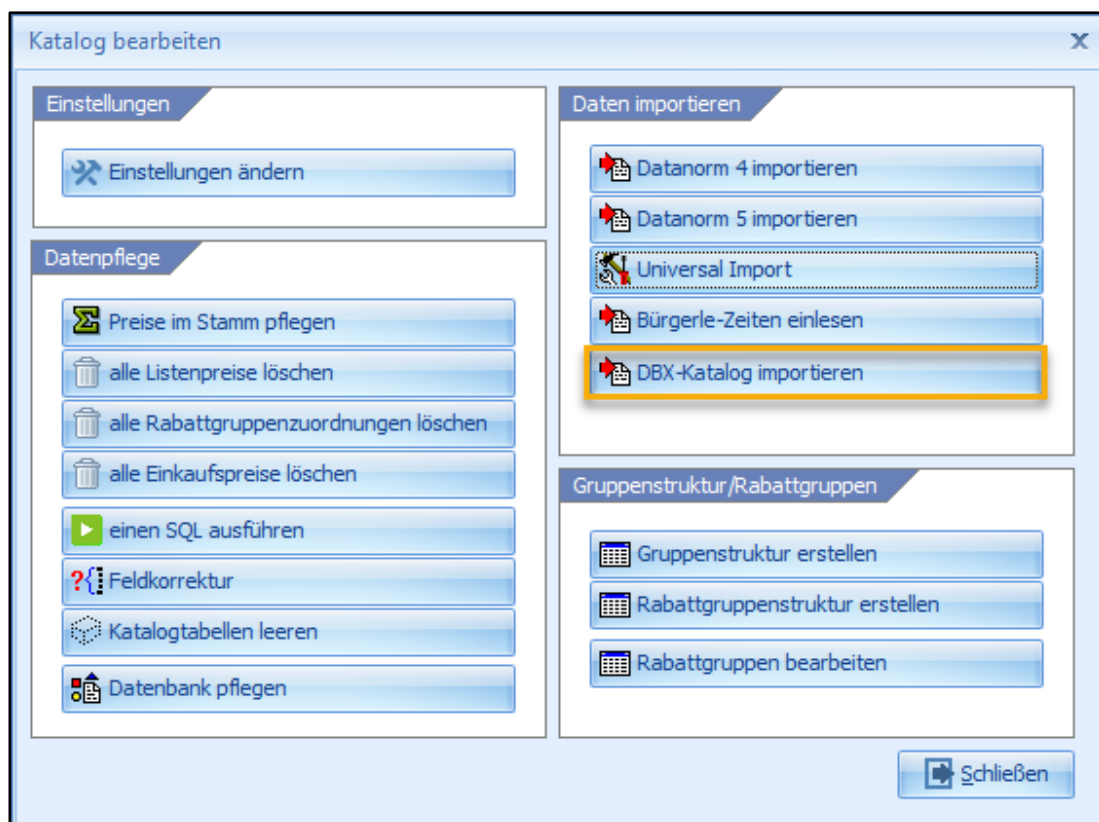 Katalog bearbeiten
Einstellungen
Einstellungen ändern
Datenpflege
Preise im Stamm pflegen
alle Listenpreise löschen
alle Rabattgruppenzuordnungen löschen
alle Einkaufspreise löschen
einen SQL ausführen
Feldkorrektur
Katalogtabellen leeren
Datenbank pflegen
Daten importieren
Datanorm 4 importieren
Datanorm 5 importieren
Universal Import
Bürgerle-Zeiten einlesen
DBX-Katalog importieren
Gruppenstruktur/Rabattgruppen
Gruppenstruktur erstellen
Rabattgruppenstruktur erstellen
Rabattgruppen bearbeiten
Schließen